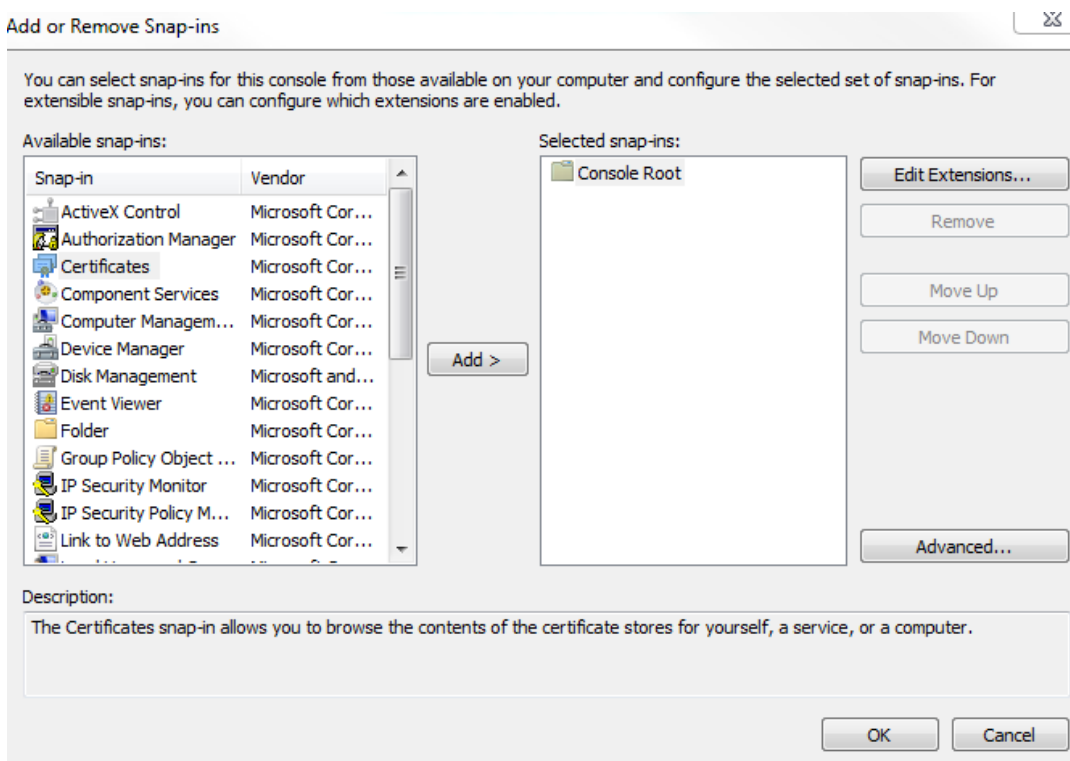 Add or Remove Snap-ins
You can select snap-ins for this console from those available on your computer and configure the selected set of snap-ins. For
extensible snap-ins, you can configure which extensions are enabled.
Available snap-ins:
Selected snap-ins:
Snap-in Vendor
ActiveX Control Microsoft Cor...
Authorization Manager Microsoft Cor...
Certificates Microsoft Cor...
Component Services Microsoft Cor...
Computer Managem... Microsoft Cor...
Device Manager Microsoft Cor...
Disk Management Microsoft and...
Event Viewer Microsoft Cor...
Folder Microsoft Cor...
Group Policy Object ... Microsoft Cor...
IP Security Monitor Microsoft Cor...
IP Security Policy M... Microsoft Cor...
Link to Web Address Microsoft Cor...
Add >
Console Root
Edit Extensions...
Remove
Move Up
Move Down
Advanced...
Description:
The Certificates snap-in allows you to browse the contents of the certificate stores for yourself, a service, or a computer.
OK
Cancel